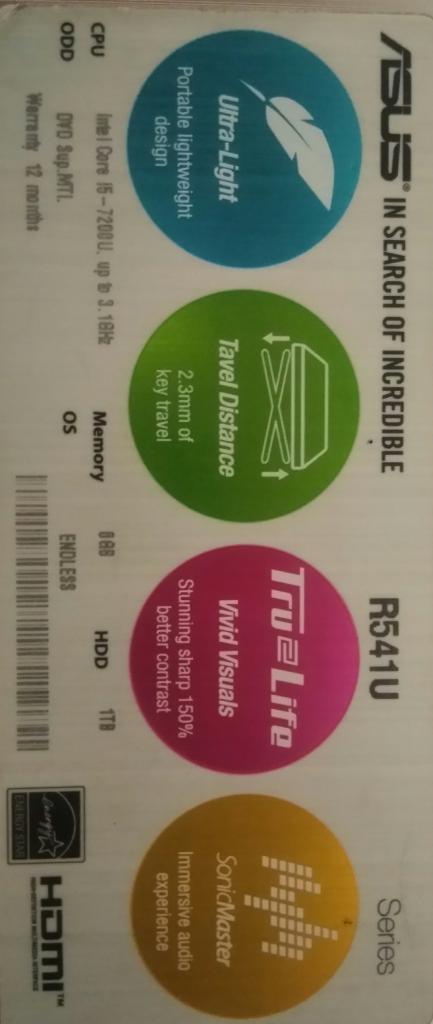 ASUS® IN SEARCH OF INCREDIBLE R541U Series
Ultra-Light
Portable lightweight
design
Tavel Distance
2.3mm of
key travel
Tru2Life
Vivid Visuals
Stunning sharp 150%
better contrast
SonicMaster
Immersive audio
experience
CPU Intel Core i5-7200U, up to 3.1GHz Memory 8GB HDD 1TB
ODD DVD Sup.MTI. OS ENDLESS
Warranty 12 months
energy
ENERGY STAR
HDMI™
HIGH-DEFINITION MULTIMEDIA INTERFACE